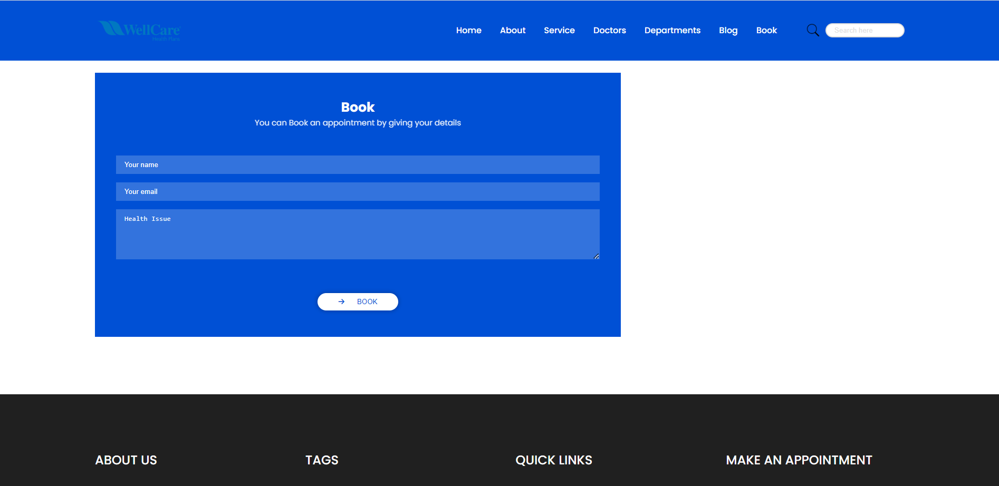 WellCare
Health Plans
Home About Service Doctors Departments Blog Book
Search here
Book
You can Book an appointment by giving your details
Your name
Your email
Health Issue
→ BOOK
ABOUT US TAGS QUICK LINKS MAKE AN APPOINTMENT